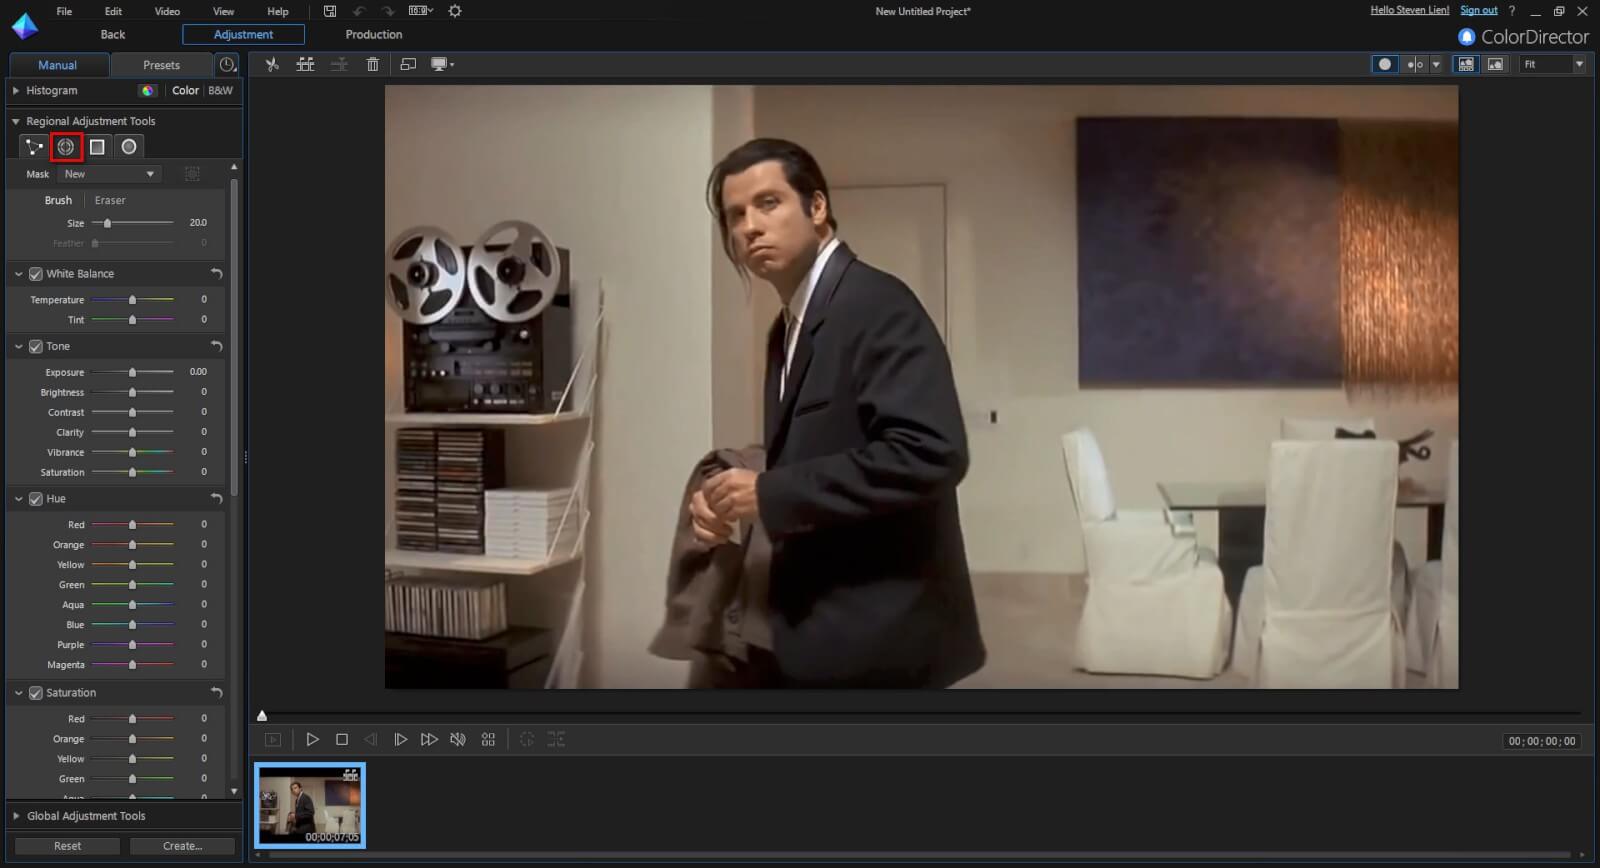 File Edit Video View Help 16:9 New Untitled Project* Hello Steven Lien! Sign out ?
Back Adjustment Production ColorDirector
Manual Presets Fit
Histogram Color B&W
Regional Adjustment Tools
Mask New
Brush Eraser
Size 20.0
Feather 0
White Balance
Temperature 0
Tint 0
Tone
Exposure 0.00
Brightness 0
Contrast 0
Clarity 0
Vibrance 0
Saturation 0
Hue
Red 0
Orange 0
Yellow 0
Green 0
Aqua 0
Blue 0
Purple 0
Magenta 0
Saturation
Red 0
Orange 0
Yellow 0
Green 0
Aqua 0
Global Adjustment Tools
Reset Create...
00;00;00;00
00;00;07;05